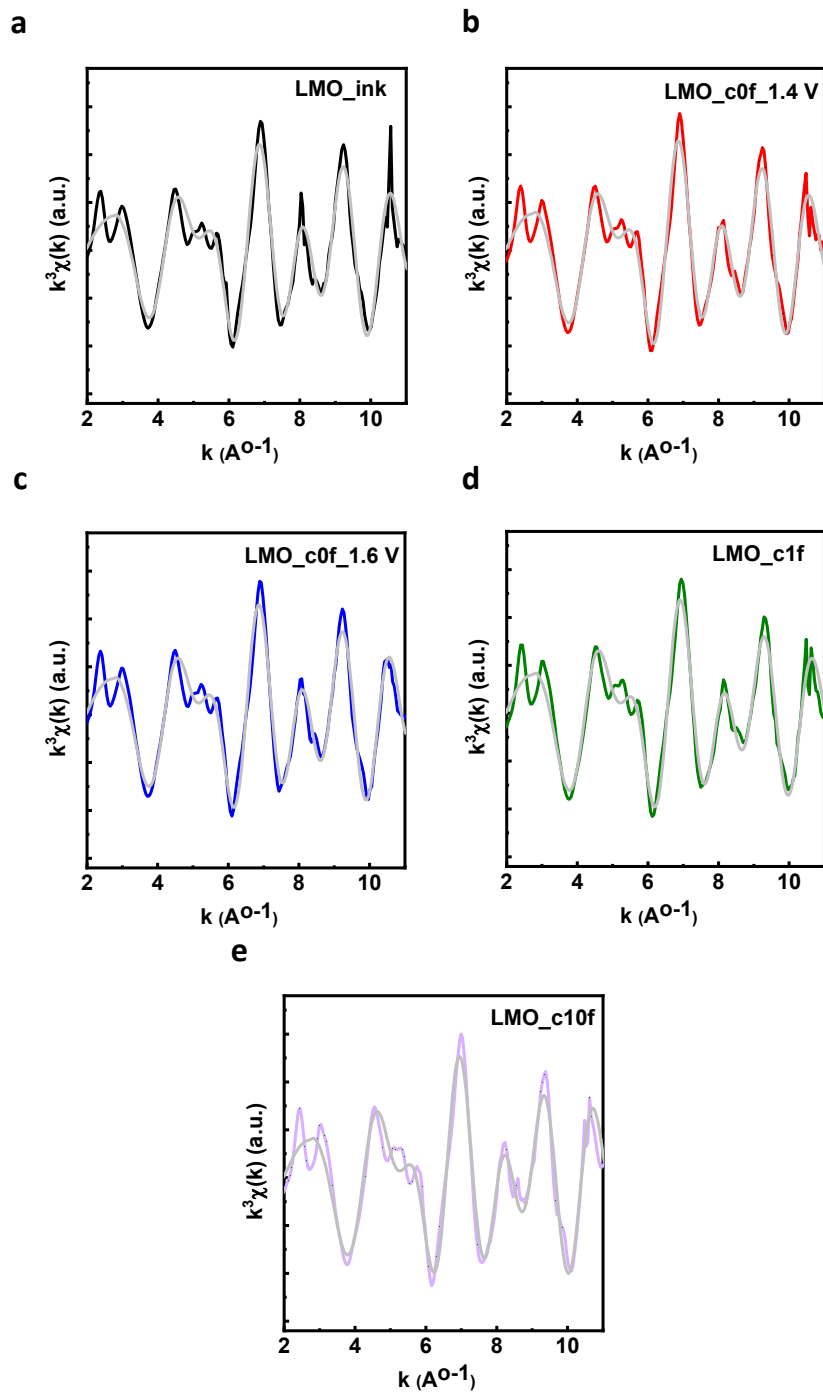 a
LMO_ink
k³χ(k) (a.u.)
2 4 6 8 10
k (Aᴼ⁻¹)
b
LMO_c0f_1.4 V
k³χ(k) (a.u.)
2 4 6 8 10
k (Aᴼ⁻¹)
c
LMO_c0f_1.6 V
k³χ(k) (a.u.)
2 4 6 8 10
k (Aᴼ⁻¹)
d
LMO_c1f
k³χ(k) (a.u.)
2 4 6 8 10
k (Aᴼ⁻¹)
e
LMO_c10f
k³χ(k) (a.u.)
2 4 6 8 10
k (Aᴼ⁻¹)